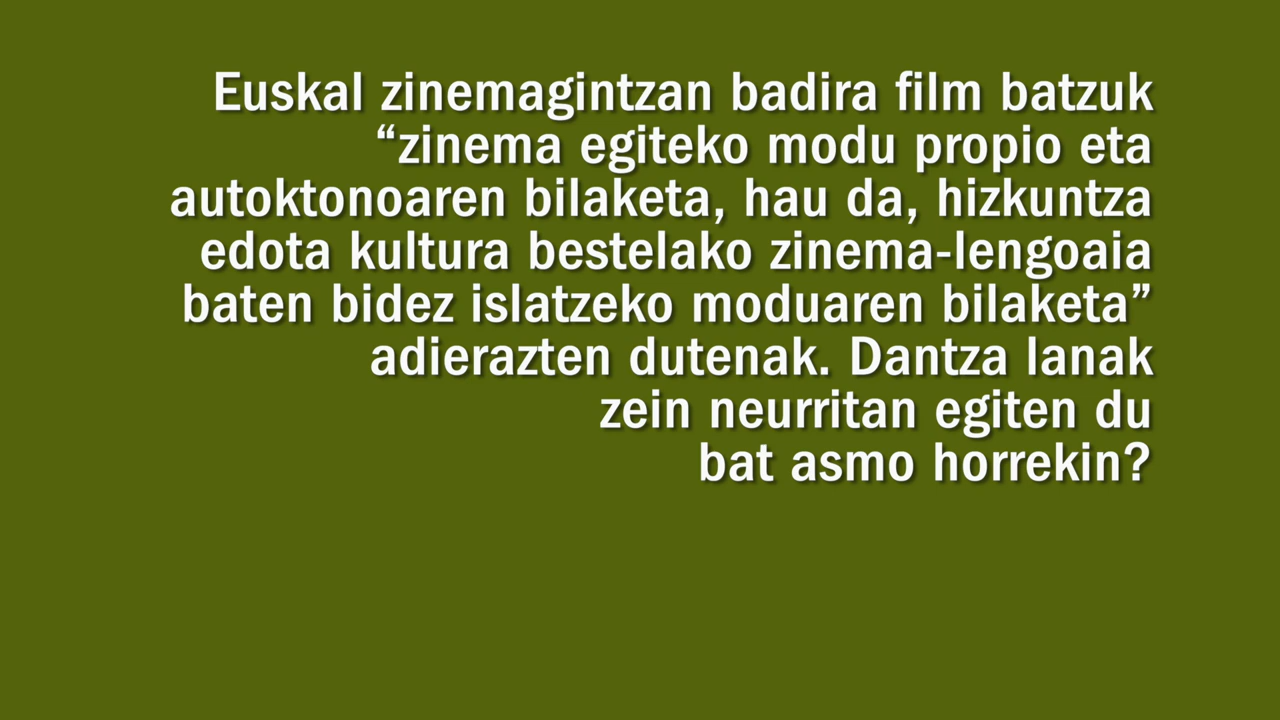 Euskal zinemagintzan badira film batzuk
“zinema egiteko modu propio eta
autoktonoaren bilaketa, hau da, hizkuntza
edota kultura bestelako zinema-lengoaia
baten bidez islatzeko moduaren bilaketa”
adierazten dutenak. Dantza lanak
zein neurritan egiten du
bat asmo horrekin?